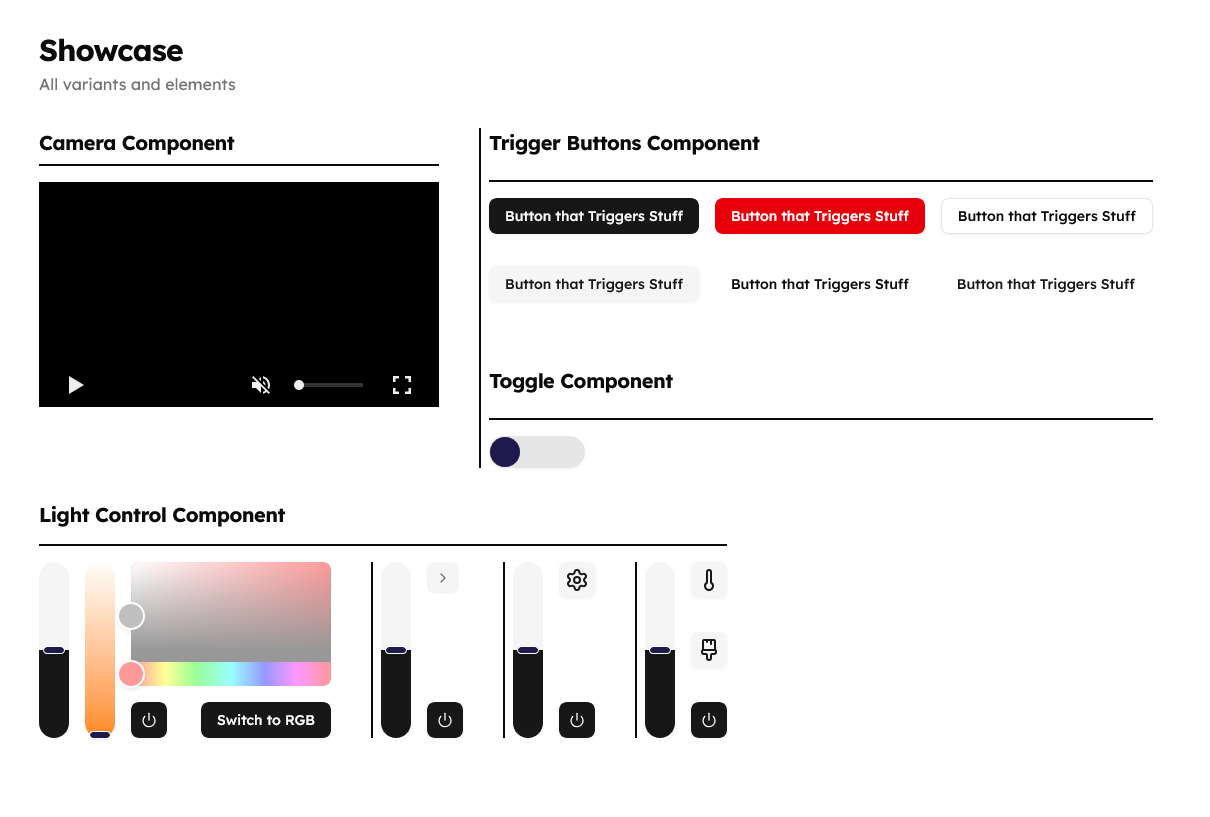 Showcase
All variants and elements
Camera Component
Trigger Buttons Component
Button that Triggers Stuff
Button that Triggers Stuff
Button that Triggers Stuff
Button that Triggers Stuff
Button that Triggers Stuff
Button that Triggers Stuff
Toggle Component
Light Control Component
Switch to RGB